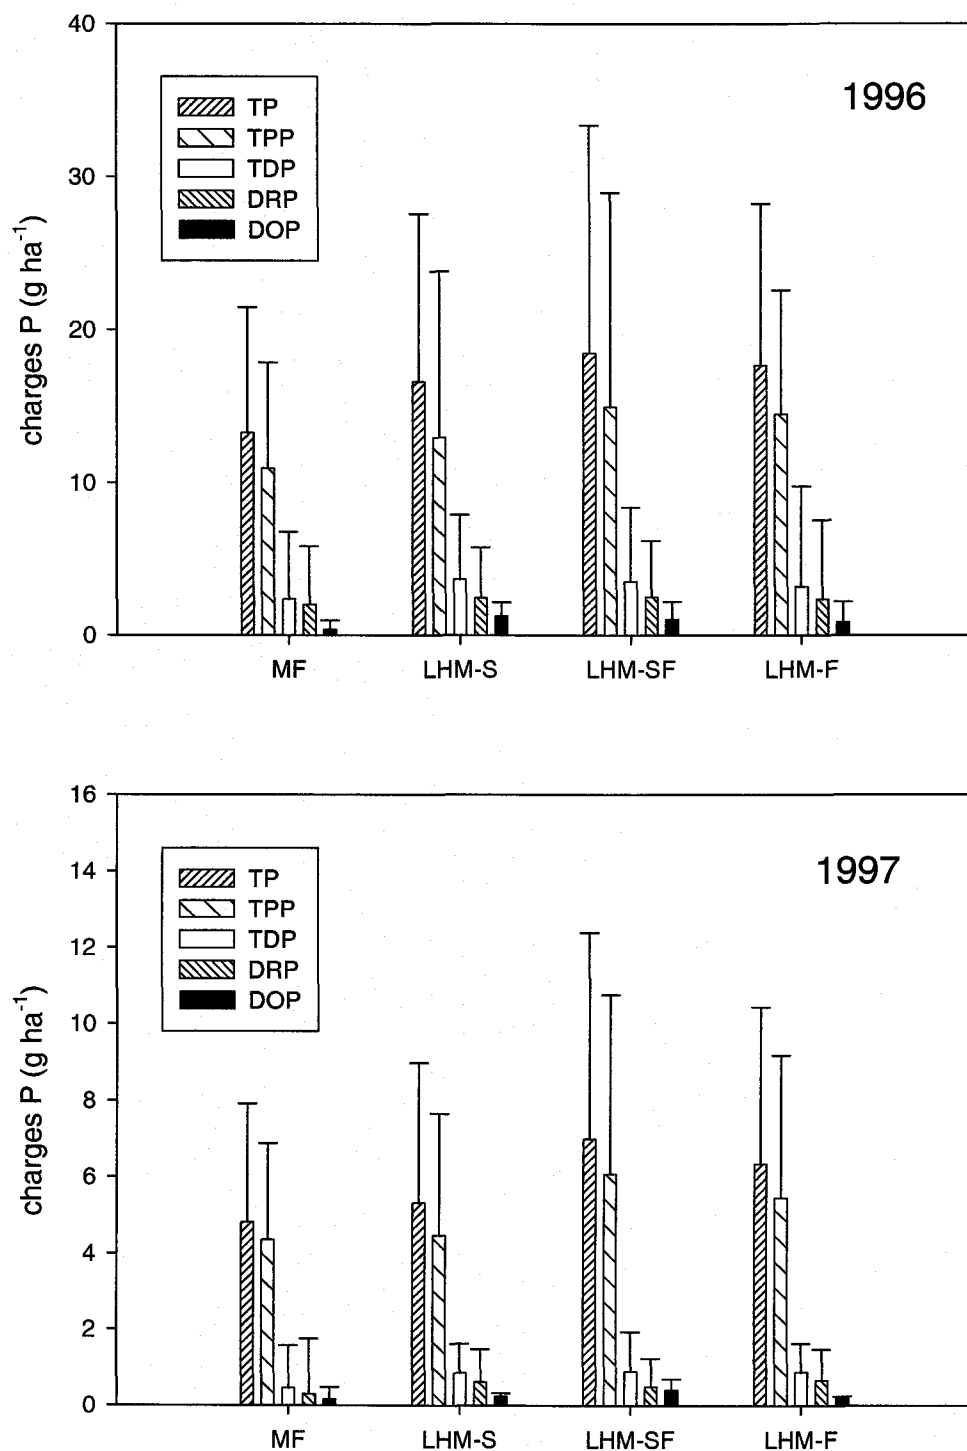 40
30
20
10
0
charges P (g ha⁻¹)
1996
TP
TPP
TDP
DRP
DOP
MF LHM-S LHM-SF LHM-F
16
14
12
10
8
6
4
2
0
charges P (g ha⁻¹)
1997
TP
TPP
TDP
DRP
DOP
MF LHM-S LHM-SF LHM-F